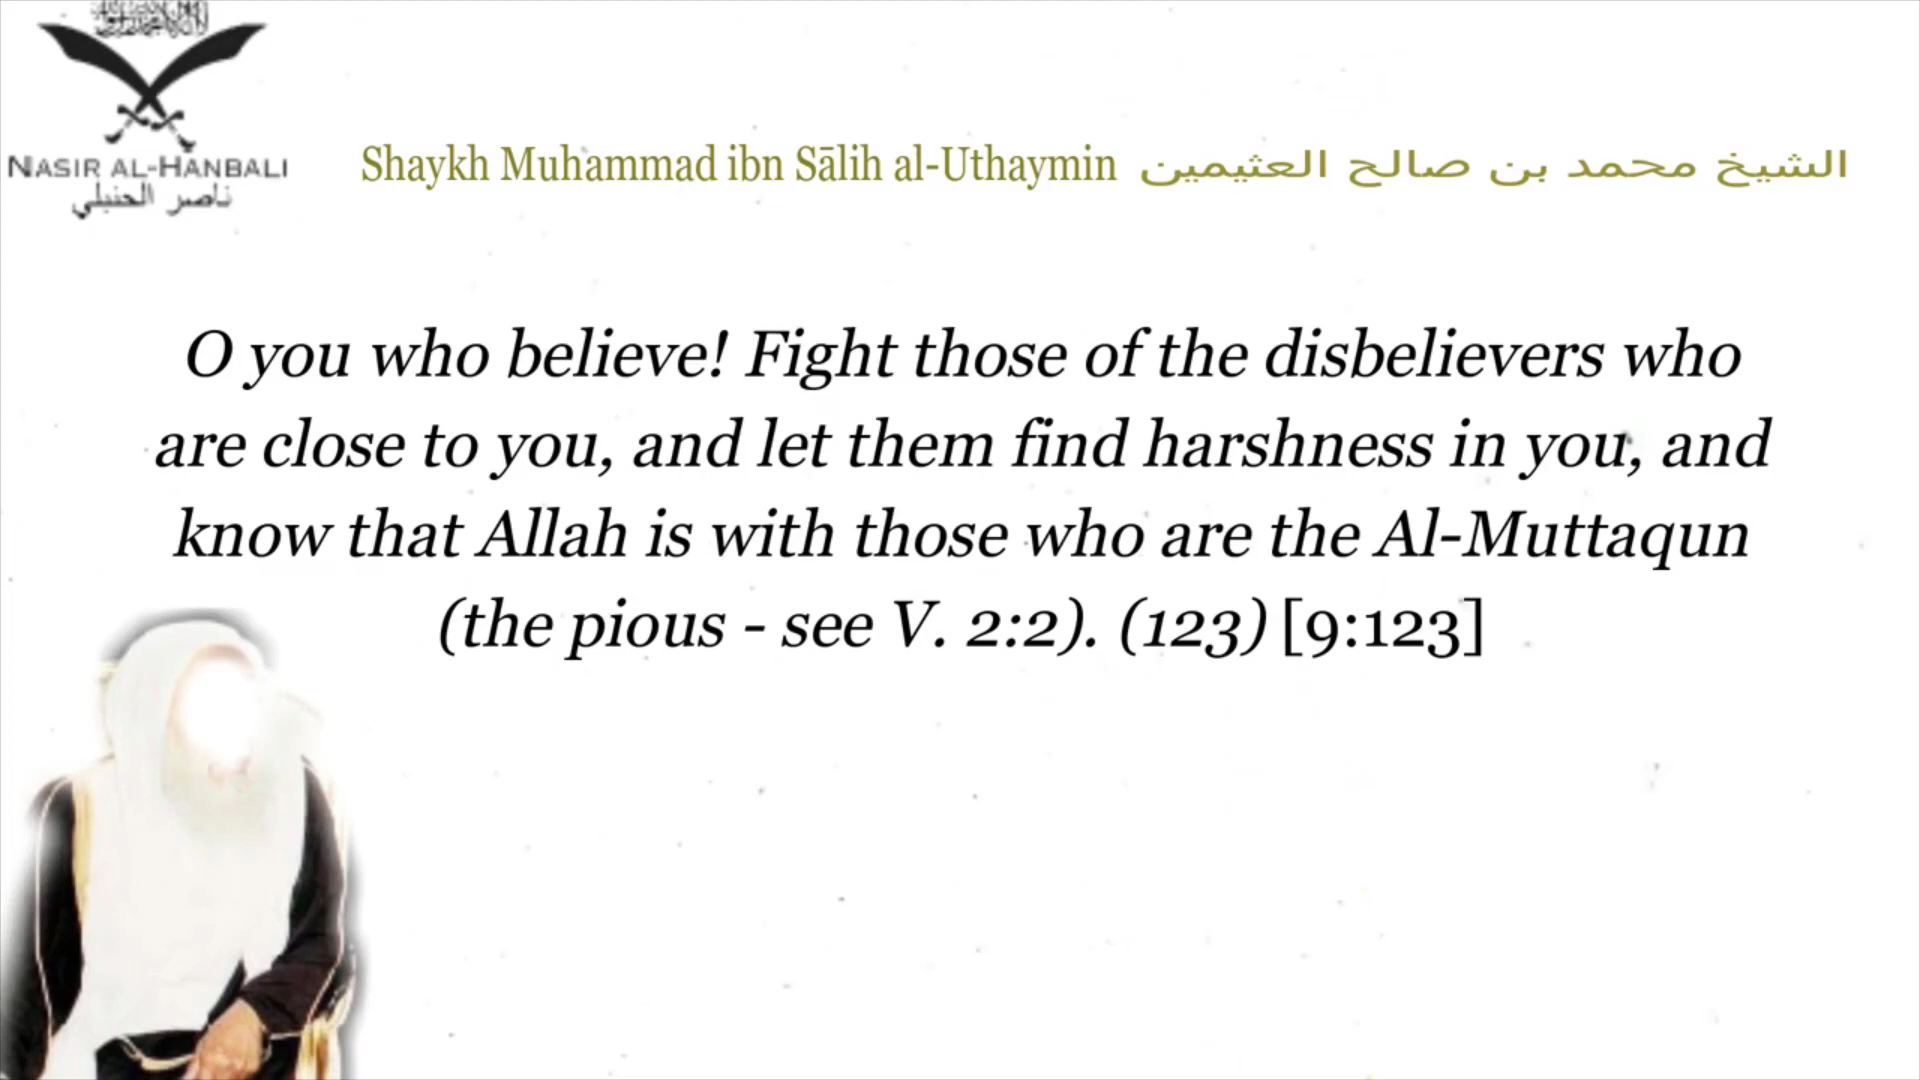 NASIR AL-HANBALI
ناصر الحنبلي
Shaykh Muhammad ibn Sālih al-Uthaymin الشيخ محمد بن صالح العثيمين
O you who believe! Fight those of the disbelievers who
are close to you, and let them find harshness in you, and
know that Allah is with those who are the Al-Muttaqun
(the pious - see V. 2:2). (123) [9:123]